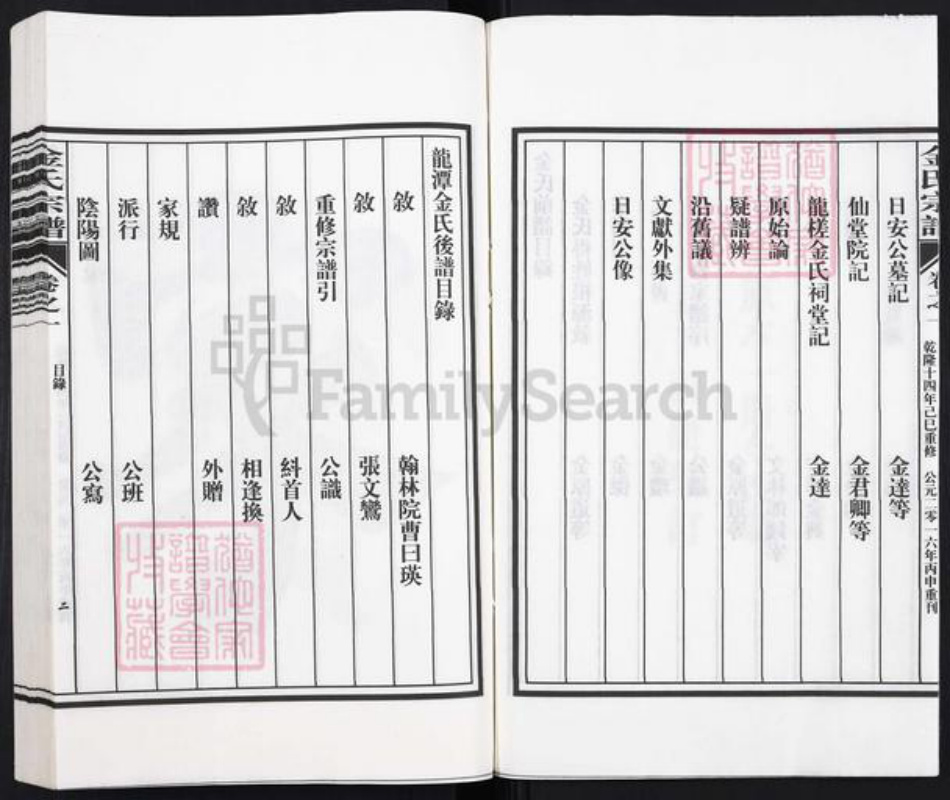 金氏宗譜 卷之一 乾隆十四年己巳重修 公元二零一六年丙申重刊
日安公墓記 金達等
仙堂院記 金君卿等
龍槎金氏祠堂記 金達
原始論
疑譜辨
沿舊議
文獻外集
日安公像
龍潭金氏後譜目錄
敘 翰林院曹日瑛
敘 張文鸞
重修宗譜引 公識
敘 斜首人
敘 相逢換
讚 外贈
家規
派行 公班
陰陽圖 公寫
金氏宗譜 卷之一 目錄 二
FamilySearch